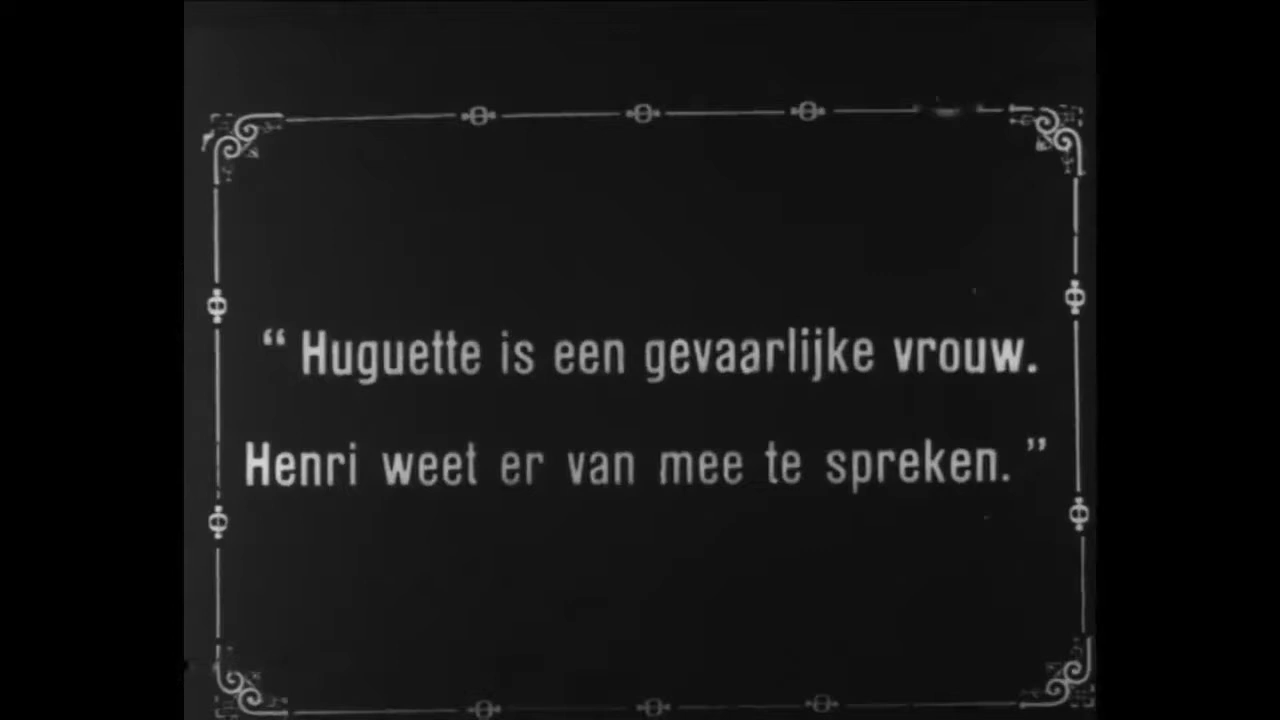 “ Huguette is een gevaarlijke vrouw.
Henri weet er van mee te spreken. ”